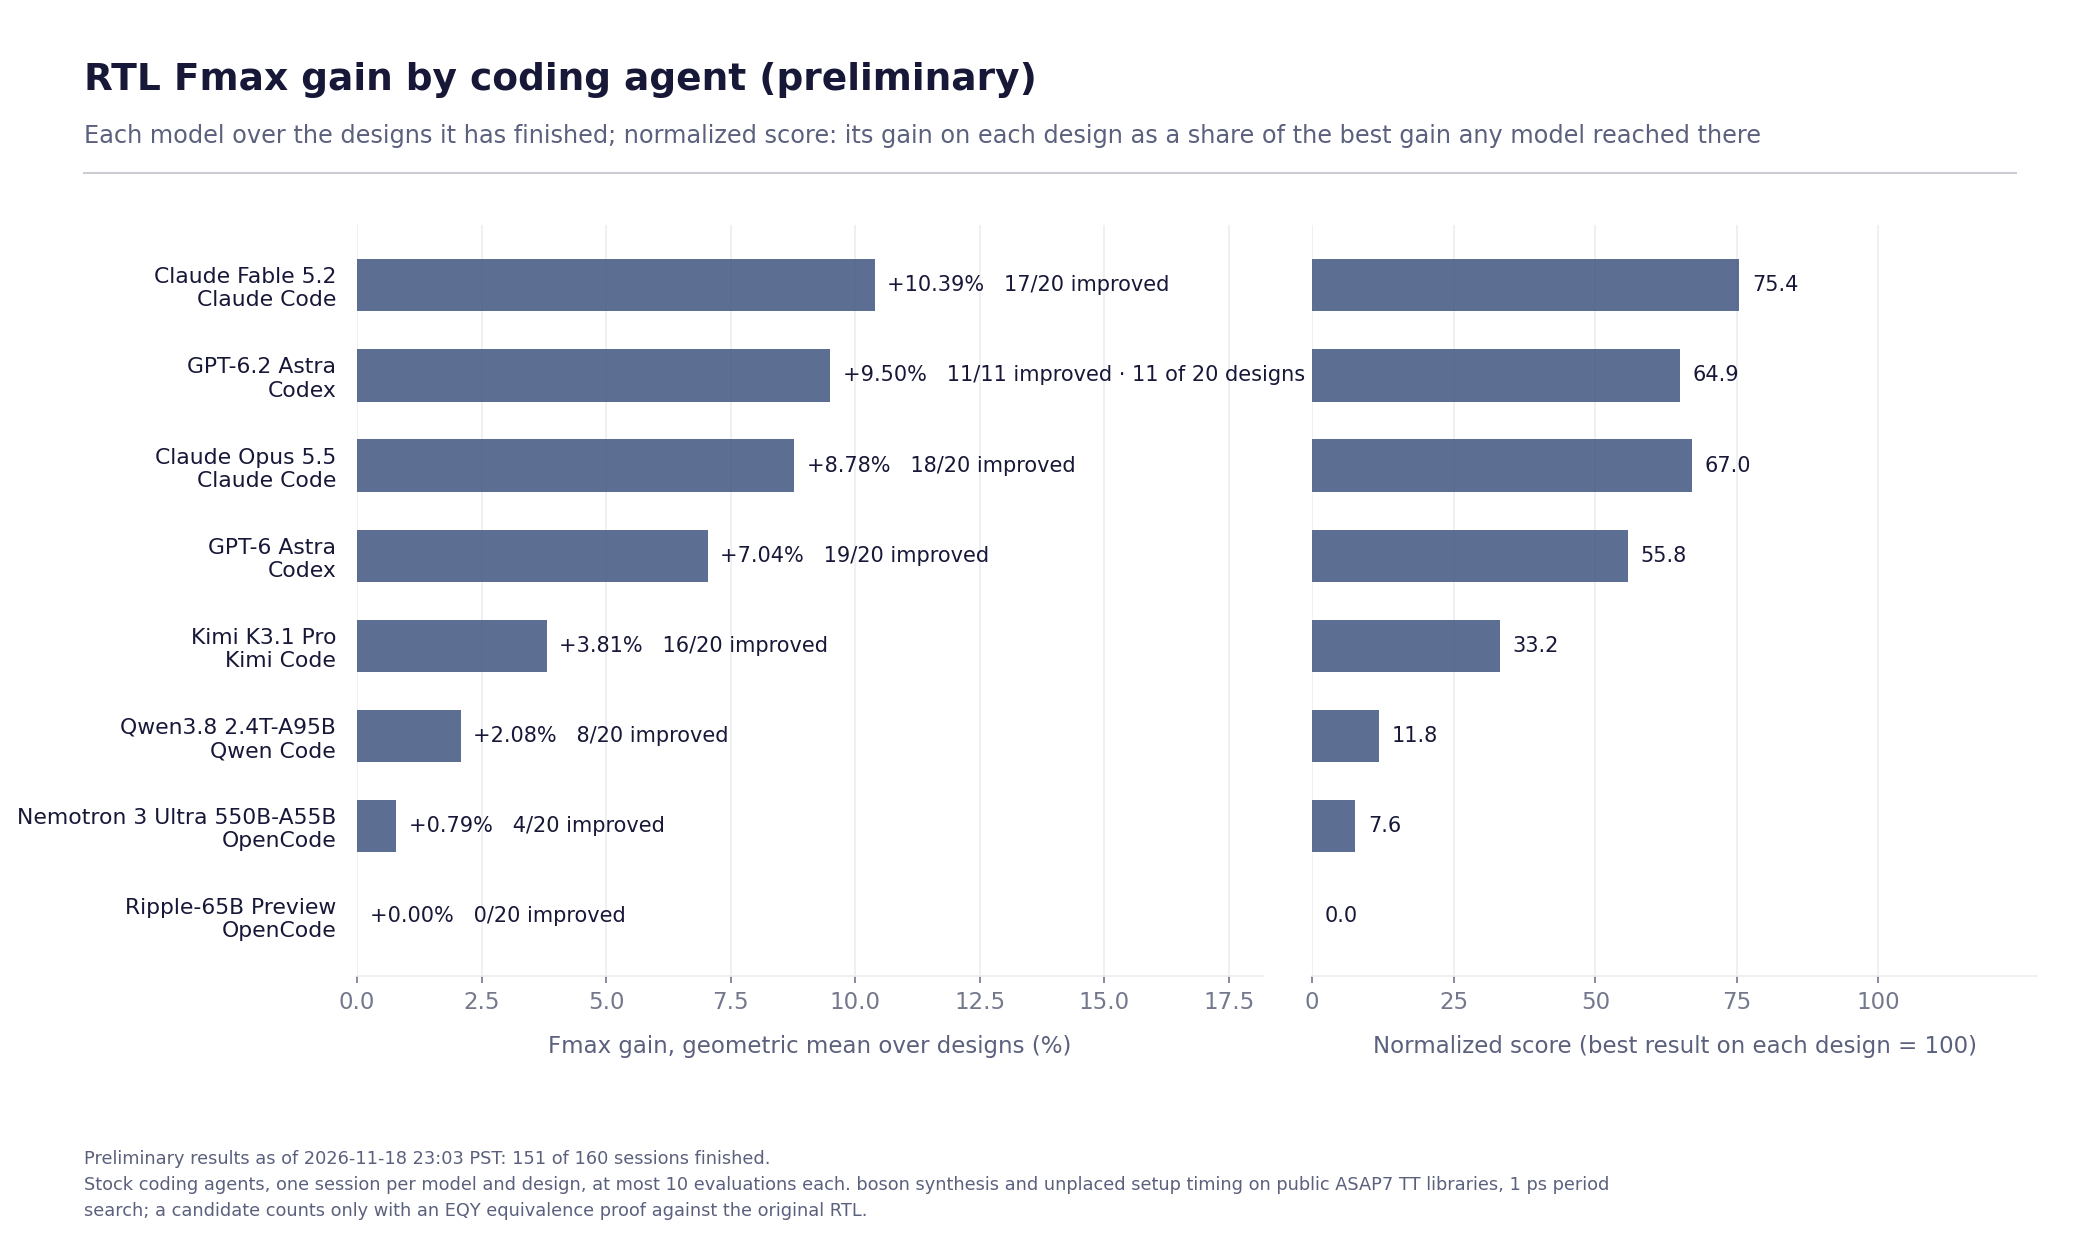 RTL Fmax gain by coding agent (preliminary)
Each model over the designs it has finished; normalized score: its gain on each design as a share of the best gain any model reached there
Claude Fable 5.2
Claude Code
+10.39%   17/20 improved
75.4
GPT-6.2 Astra
Codex
+9.50%   11/11 improved · 11 of 20 designs
64.9
Claude Opus 5.5
Claude Code
+8.78%   18/20 improved
67.0
GPT-6 Astra
Codex
+7.04%   19/20 improved
55.8
Kimi K3.1 Pro
Kimi Code
+3.81%   16/20 improved
33.2
Qwen3.8 2.4T-A95B
Qwen Code
+2.08%   8/20 improved
11.8
Nemotron 3 Ultra 550B-A55B
OpenCode
+0.79%   4/20 improved
7.6
Ripple-65B Preview
OpenCode
+0.00%   0/20 improved
0.0
0.0 2.5 5.0 7.5 10.0 12.5 15.0 17.5
0 25 50 75 100
Fmax gain, geometric mean over designs (%)
Normalized score (best result on each design = 100)
Preliminary results as of 2026-11-18 23:03 PST: 151 of 160 sessions finished.
Stock coding agents, one session per model and design, at most 10 evaluations each. boson synthesis and unplaced setup timing on public ASAP7 TT libraries, 1 ps period
search; a candidate counts only with an EQY equivalence proof against the original RTL.